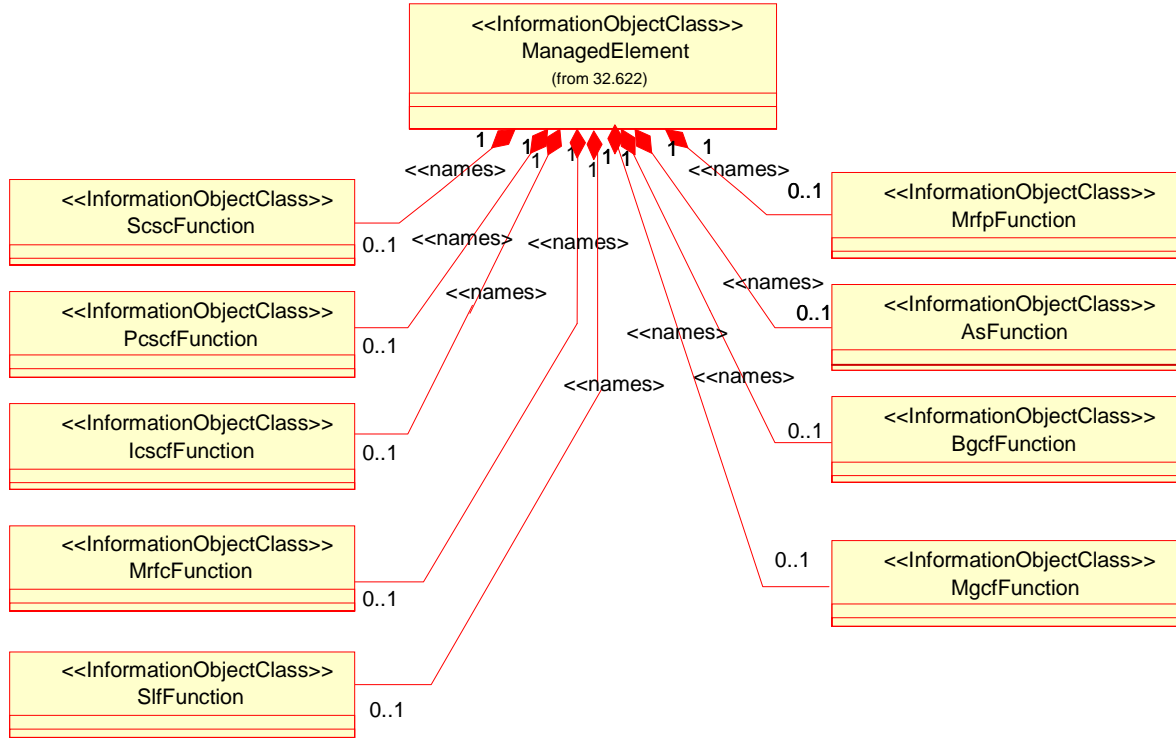 <<InformationObjectClass>>
ManagedElement
(from 32.622)
1
1
1
1
1
1
1
1
1
<<names>>
<<names>>
<<InformationObjectClass>>
ScscFunction
0..1
<<InformationObjectClass>>
MrfpFunction
0..1
<<names>>
<<names>>
<<names>>
<<names>>
<<InformationObjectClass>>
PcscfFunction
0..1
<<InformationObjectClass>>
AsFunction
0..1
<<names>>
<<names>>
<<names>>
<<InformationObjectClass>>
IcscfFunction
0..1
<<InformationObjectClass>>
BgcfFunction
0..1
<<InformationObjectClass>>
MrfcFunction
0..1
<<InformationObjectClass>>
MgcfFunction
0..1
<<InformationObjectClass>>
SlfFunction
0..1